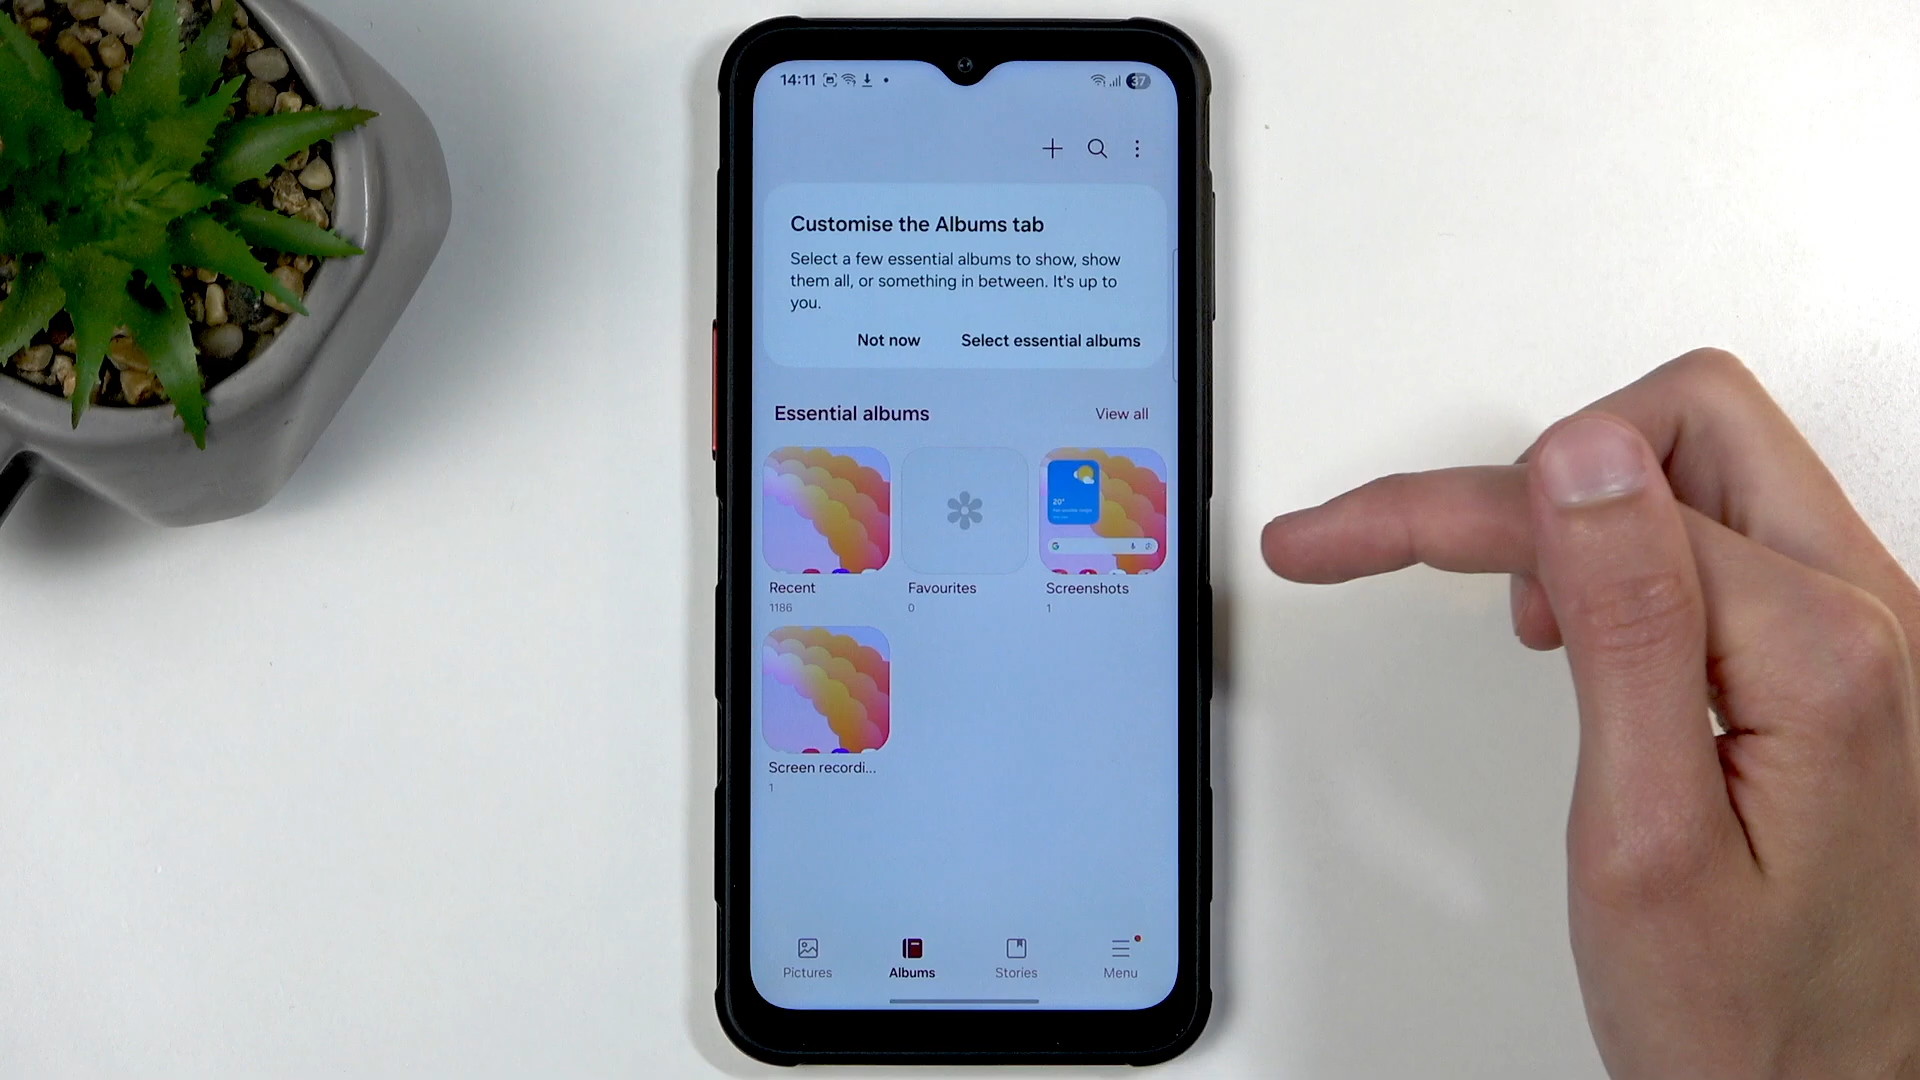 14:11
37
Customise the Albums tab
Select a few essential albums to show, show
them all, or something in between. It's up to
you.
Not now
Select essential albums
Essential albums
View all
20°
Recent
Favourites
Screenshots
1186
0
1
Screen recordi...
1
Pictures
Albums
Stories
Menu